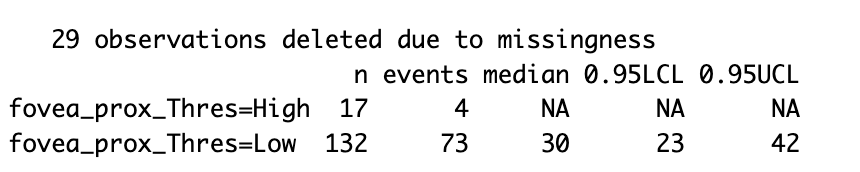 29 observations deleted due to missingness
n events median 0.95LCL 0.95UCL
fovea_prox_Thres=High 17 4 NA NA NA
fovea_prox_Thres=Low 132 73 30 23 42